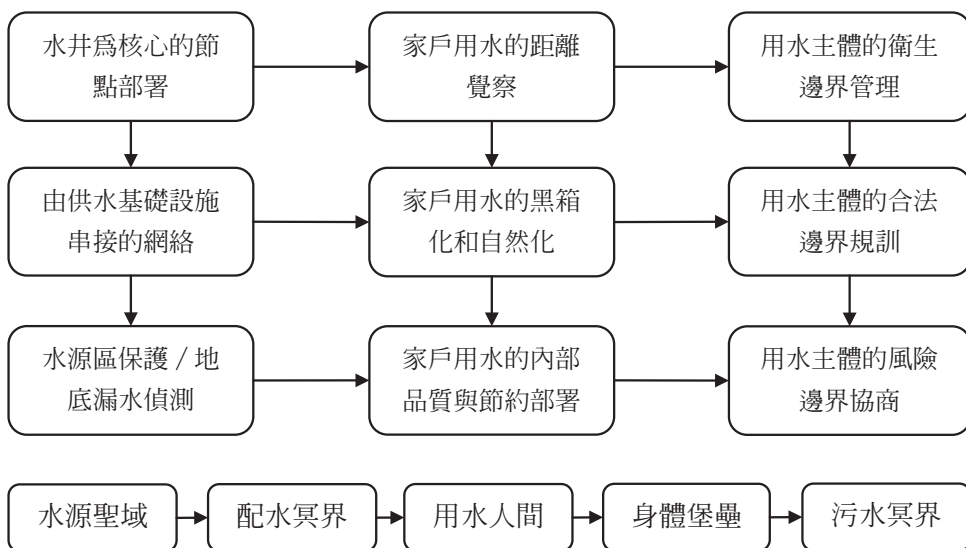 水井爲核心的節
點部署
家戶用水的距離
覺察
用水主體的衛生
邊界管理
由供水基礎設施
串接的網絡
家戶用水的黑箱
化和自然化
用水主體的合法
邊界規訓
水源區保護／地
底漏水偵測
家戶用水的內部
品質與節約部署
用水主體的風險
邊界協商
水源聖域
配水冥界
用水人間
身體堡壘
污水冥界